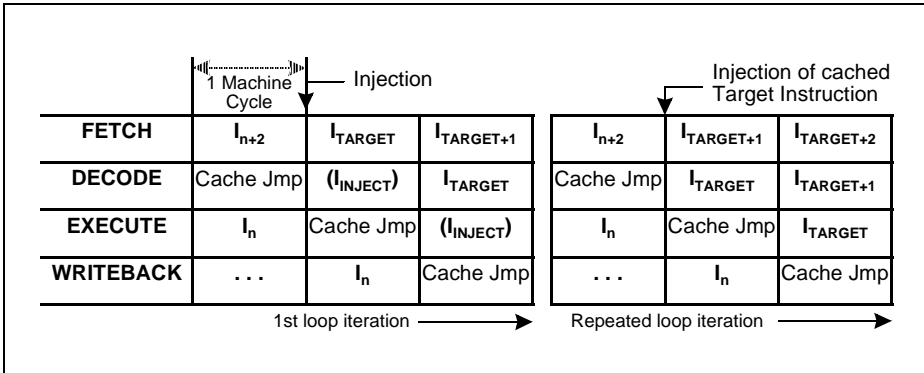 1 Machine
Cycle
Injection
Injection of cached
Target Instruction
FETCH In+2 ITARGET ITARGET+1 In+2 ITARGET+1 ITARGET+2
DECODE Cache Jmp (IINJECT) ITARGET Cache Jmp ITARGET ITARGET+1
EXECUTE In Cache Jmp (IINJECT) In Cache Jmp ITARGET
WRITEBACK . . . In Cache Jmp . . . In Cache Jmp
1st loop iteration Repeated loop iteration